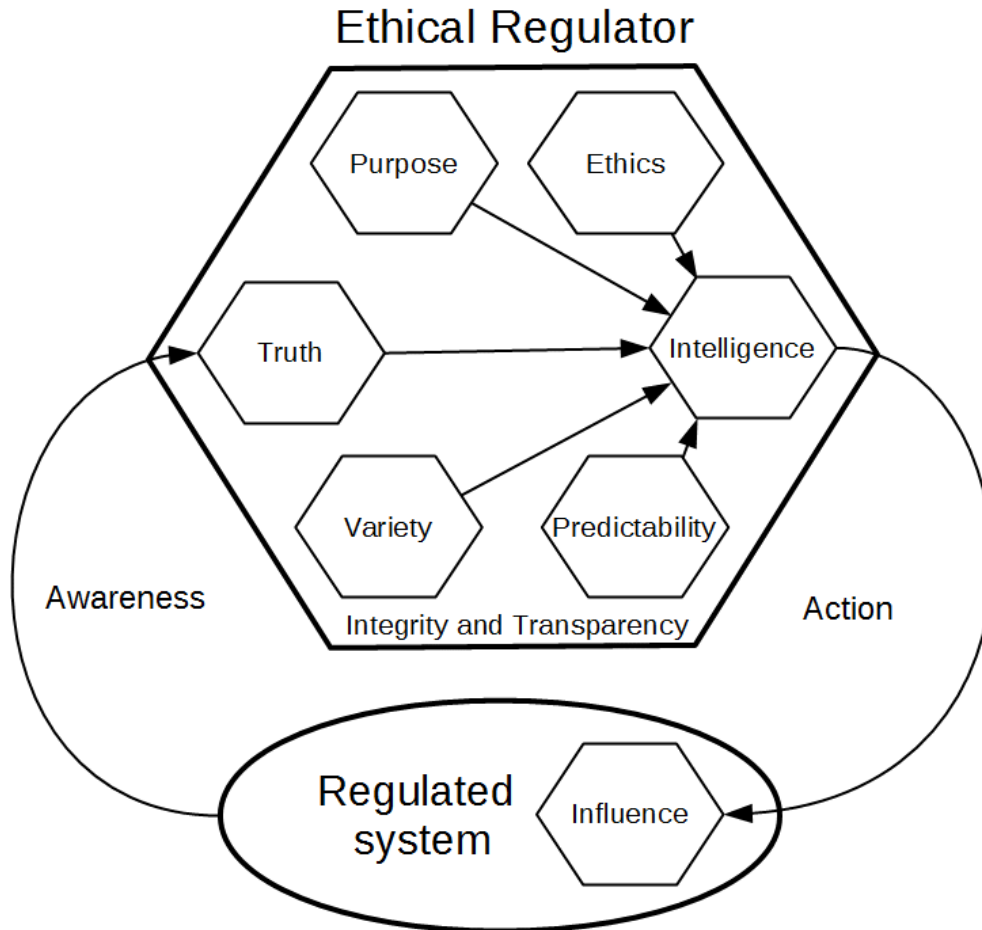 Ethical Regulator
Purpose
Ethics
Truth
Intelligence
Variety
Predictability
Integrity and Transparency
Awareness
Action
Regulated
system
Influence